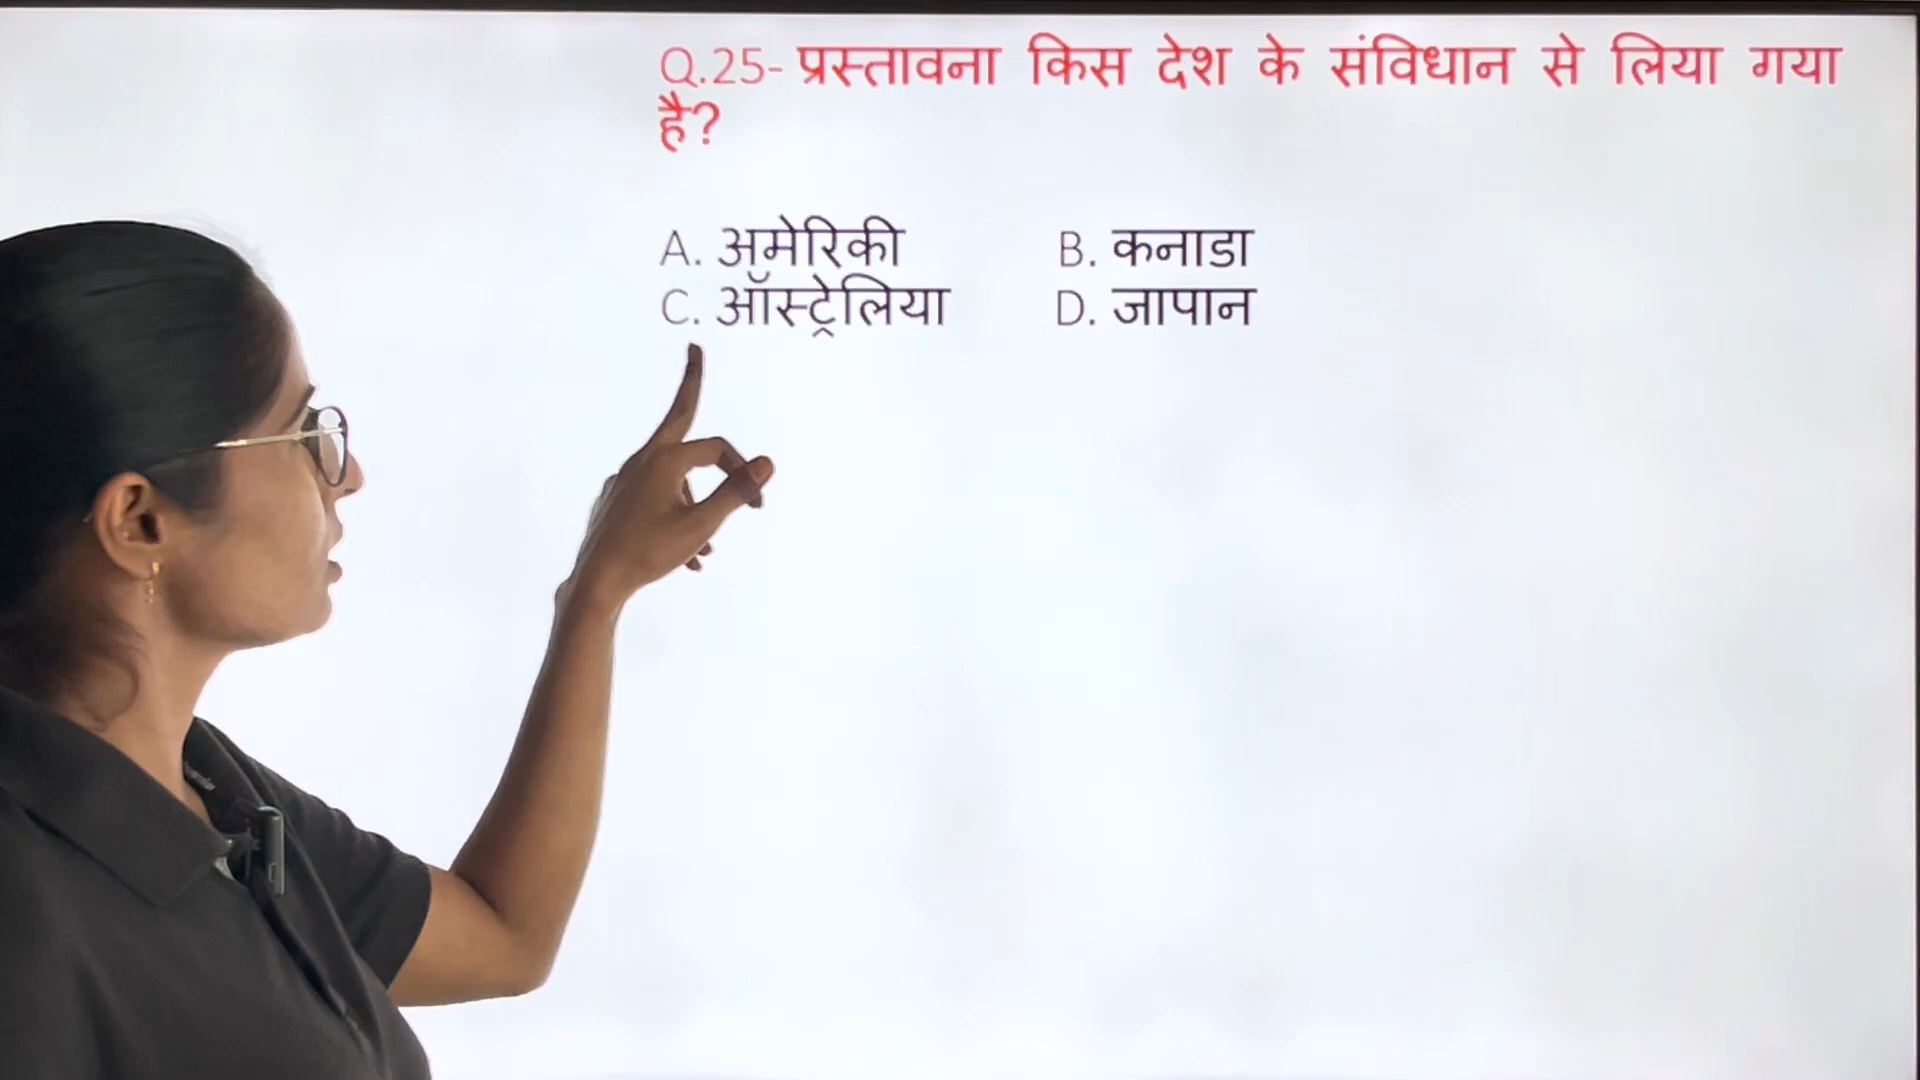 Q.25- प्रस्तावना किस देश के संविधान से लिया गया
है?
A. अमेरिकी B. कनाडा
C. ऑस्ट्रेलिया D. जापान